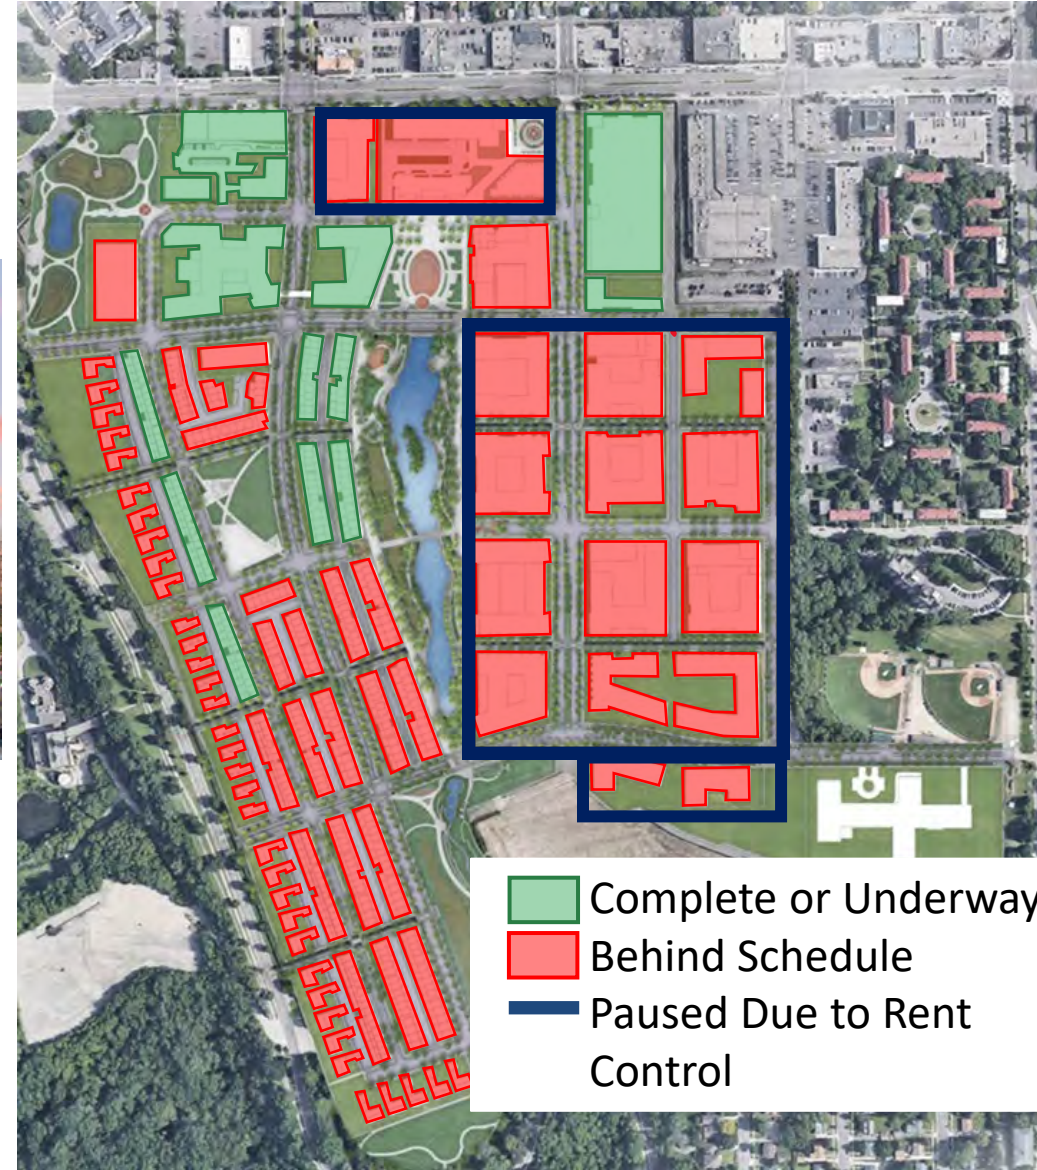 Complete or Underway
Behind Schedule
Paused Due to Rent
Control